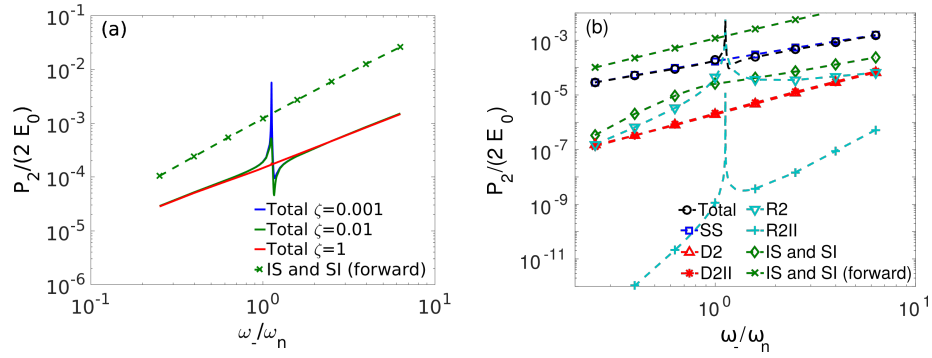 (a)
P_2/(2 E_0)
10^-1
10^-2
10^-3
10^-4
10^-5
10^-6
Total ζ=0.001
Total ζ=0.01
Total ζ=1
IS and SI (forward)
10^-1
10^0
10^1
ω_-/ω_n
(b)
P_2/(2 E_0)
10^-3
10^-5
10^-7
10^-9
10^-11
Total
SS
D2
D2II
R2
R2II
IS and SI
IS and SI (forward)
10^0
10^1
ω_-/ω_n